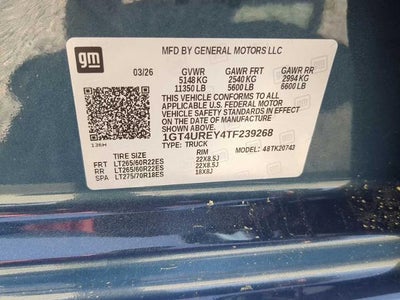 gm
MFD BY GENERAL MOTORS LLC
03/26 GVWR GAWR FRT GAWR RR
5148 KG 2540 KG 2994 KG
11350 LB 5600 LB 6600 LB
THIS VEHICLE CONFORMS TO ALL
APPLICABLE U.S. FEDERAL MOTOR
VEHICLE SAFETY STANDARDS IN EFFECT
ON THE DATE OF MANUFACTURE
SHOWN ABOVE.
1GT4UREY4TF239268
TYPE: TRUCK MODEL: 48TK20743
TIRE SIZE RIM
FRT LT265/60R22ES 22X8.5J
RR LT265/60R22ES 22X8.5J
SPA LT275/70R18ES 18X8J